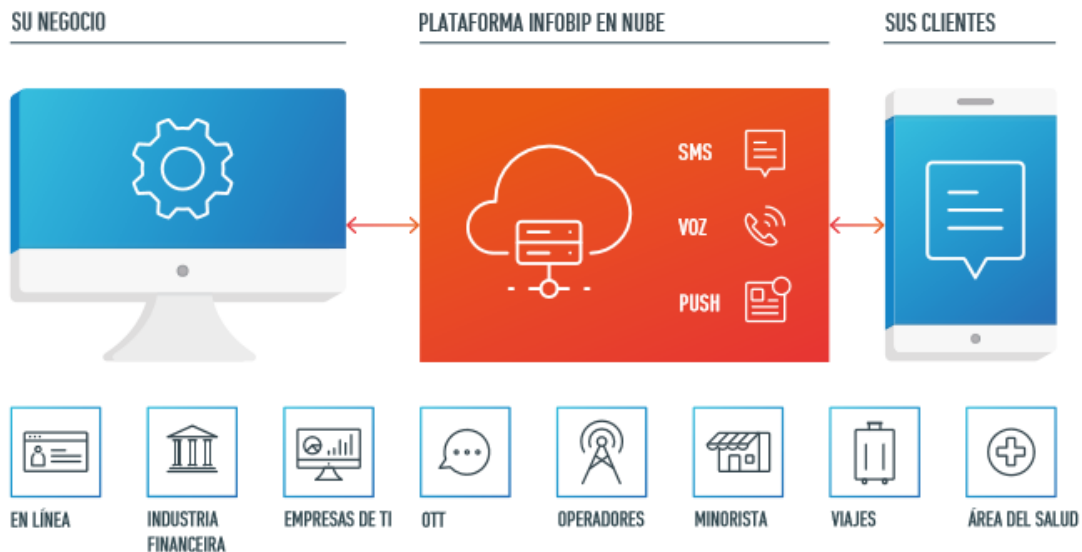 SU NEGOCIO
PLATAFORMA INFOBIP EN NUBE
SUS CLIENTES
SMS
VOZ
PUSH
EN LÍNEA
INDUSTRIA
FINANCEIRA
EMPRESAS DE TI
OTT
OPERADORES
MINORISTA
VIAJES
ÁREA DEL SALUD